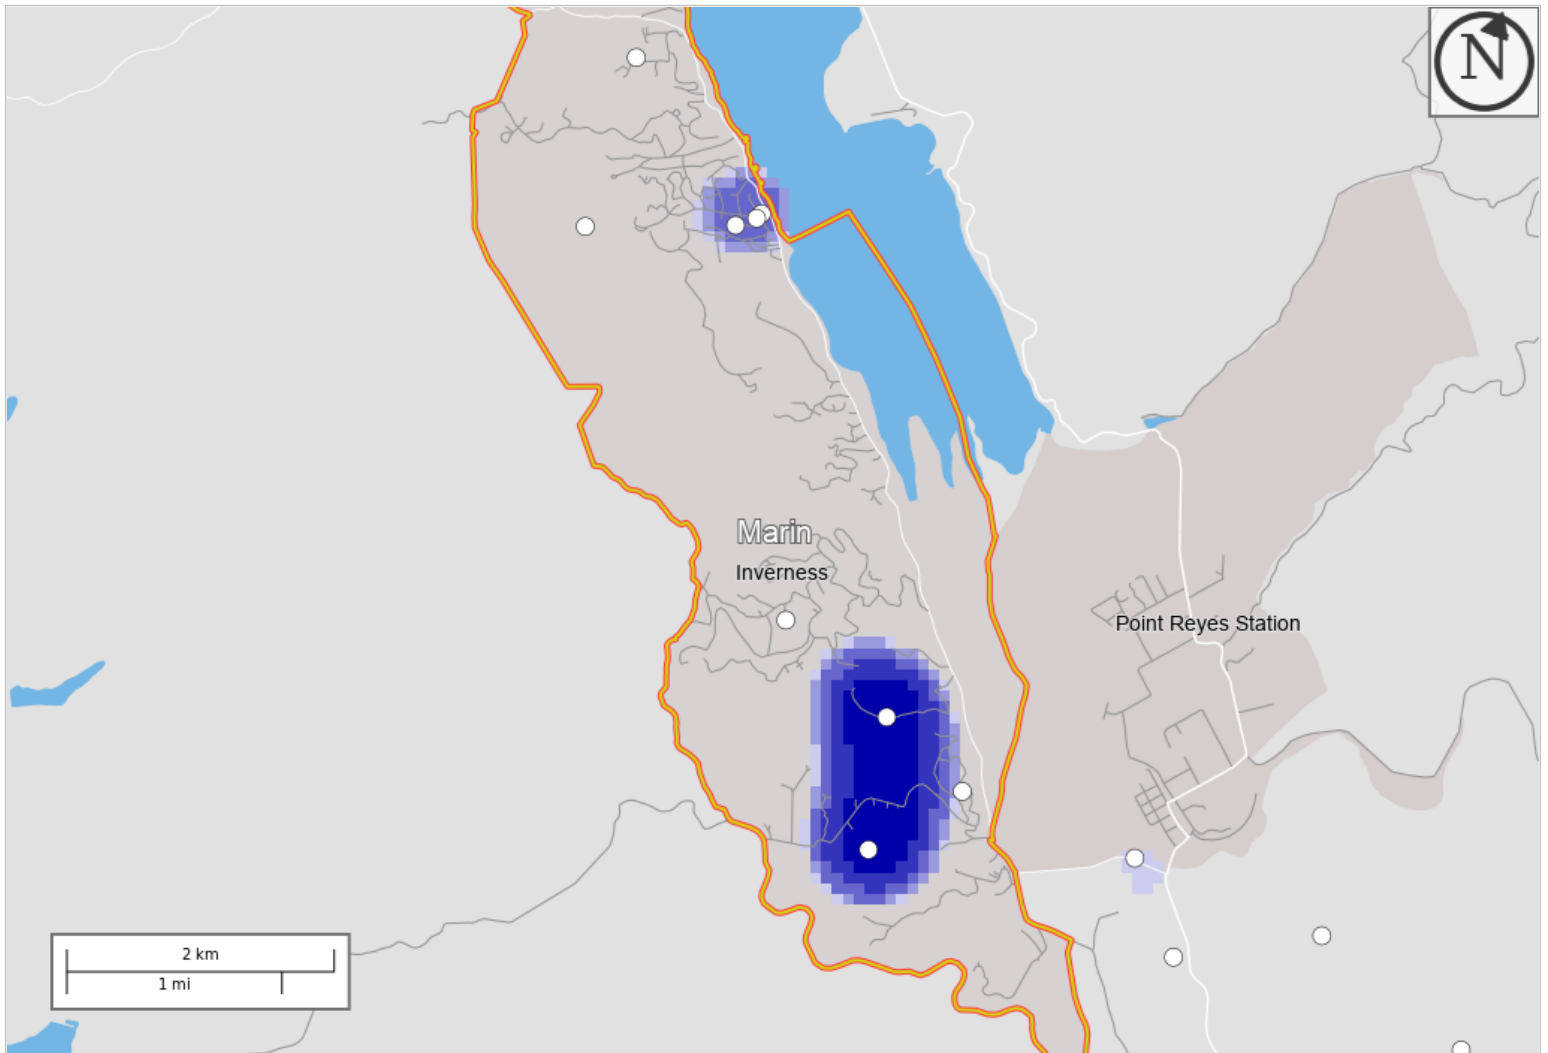 N
Marin
Inverness
Point Reyes Station
2 km
1 mi